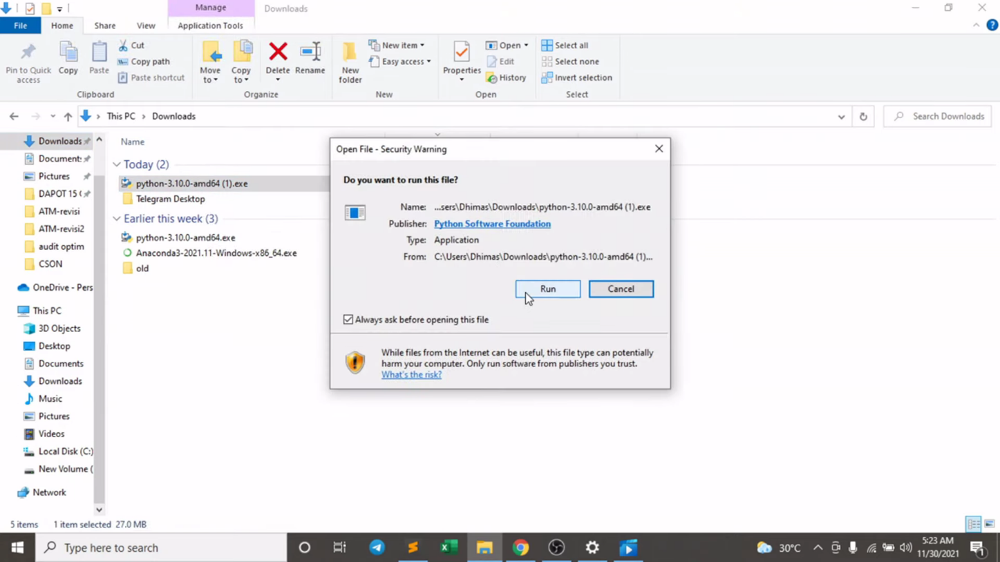 Manage
Downloads
File
Home
Share
View
Application Tools
Pin to Quick access
Copy
Paste
Cut
Copy path
Paste shortcut
Clipboard
Move to
Copy to
Delete
Rename
Organize
New folder
New item
Easy access
New
Properties
Open
Edit
History
Open
Select all
Select none
Invert selection
Select
This PC
Downloads
Search Downloads
Downloads
Document:
Pictures
DAPOT 15 (
ATM-revisi
ATM-revisi2
audit optim
CSON
OneDrive - Pers
This PC
3D Objects
Desktop
Documents
Downloads
Music
Pictures
Videos
Local Disk (C:)
New Volume (
Network
Name
Today (2)
python-3.10.0-amd64 (1).exe
Telegram Desktop
Earlier this week (3)
python-3.10.0-amd64.exe
Anaconda3-2021.11-Windows-x86_64.exe
old
Open File - Security Warning
Do you want to run this file?
Name: ...sers\Dhimas\Downloads\python-3.10.0-amd64 (1).exe
Publisher: Python Software Foundation
Type: Application
From: C:\Users\Dhimas\Downloads\python-3.10.0-amd64 (1)...
Run
Cancel
Always ask before opening this file
While files from the Internet can be useful, this file type can potentially
harm your computer. Only run software from publishers you trust.
What's the risk?
5 items
1 item selected 27.0 MB
Type here to search
30°C
5:23 AM
11/30/2021
1